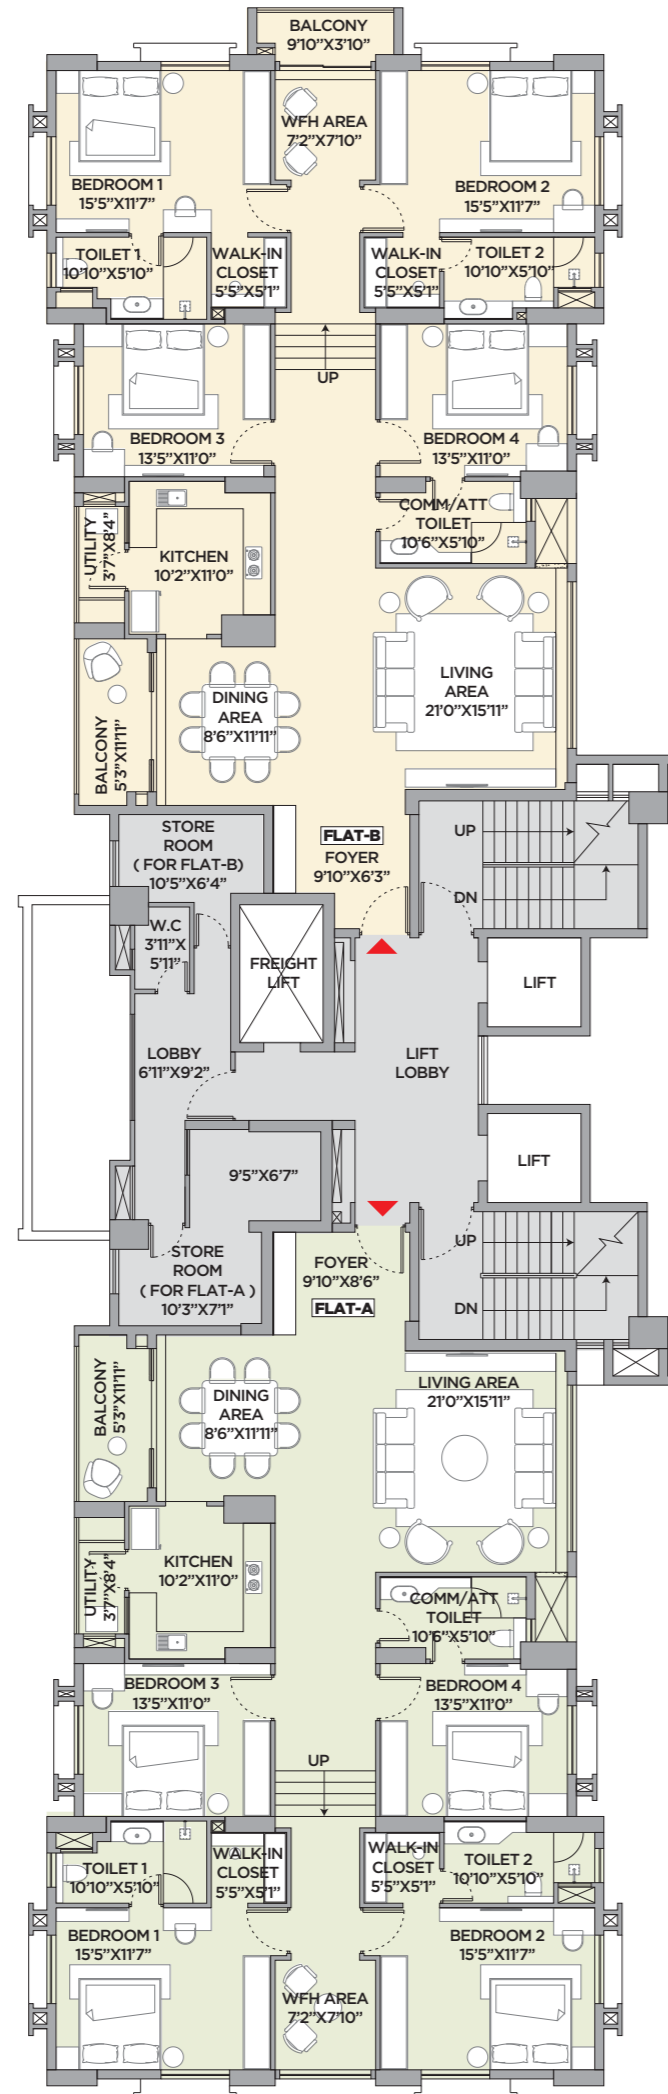 BALCONY
9'10"X3'10"
WFH AREA
7'2"X7'10"
BEDROOM 1
15'5"X11'7"
BEDROOM 2
15'5"X11'7"
TOILET 1
10'10"X5'10"
WALK-IN
CLOSET
5'5"X5'1"
WALK-IN
CLOSET
5'5"X5'1"
TOILET 2
10'10"X5'10"
UP
BEDROOM 3
13'5"X11'0"
BEDROOM 4
13'5"X11'0"
COMM/ATT
TOILET
10'6"X5'10"
UTILITY
3'7"X8'4"
KITCHEN
10'2"X11'0"
BALCONY
5'3"X11'11"
DINING
AREA
8'6"X11'11"
LIVING
AREA
21'0"X15'11"
STORE
ROOM
( FOR FLAT-B)
10'5"X6'4"
FLAT-B
FOYER
9'10"X6'3"
UP
DN
W.C
3'11"X
5'11"
FREIGHT
LIFT
LIFT
LOBBY
6'11"X9'2"
LIFT
LOBBY
LIFT
9'5"X6'7"
STORE
ROOM
( FOR FLAT-A )
10'3"X7'1"
FOYER
9'10"X8'6"
FLAT-A
UP
DN
BALCONY
5'3"X11'11"
DINING
AREA
8'6"X11'11"
LIVING AREA
21'0"X15'11"
UTILITY
3'7"X8'4"
KITCHEN
10'2"X11'0"
COMM/ATT
TOILET
10'6"X5'10"
BEDROOM 3
13'5"X11'0"
BEDROOM 4
13'5"X11'0"
UP
TOILET 1
10'10"X5'10"
WALK-IN
CLOSET
5'5"X5'1"
WALK-IN
CLOSET
5'5"X5'1"
TOILET 2
10'10"X5'10"
BEDROOM 1
15'5"X11'7"
BEDROOM 2
15'5"X11'7"
WFH AREA
7'2"X7'10"